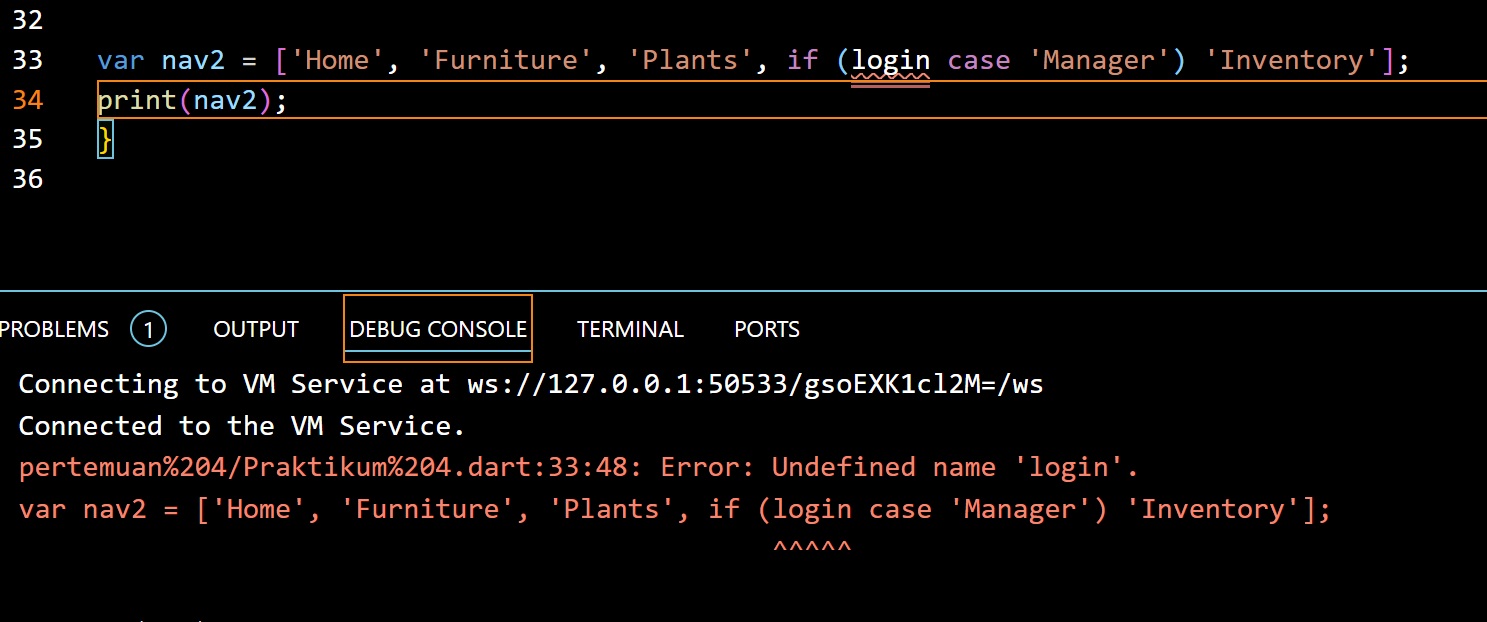 32
33 var nav2 = ['Home', 'Furniture', 'Plants', if (login case 'Manager') 'Inventory'];
34 print(nav2);
35 }
36
PROBLEMS 1 OUTPUT DEBUG CONSOLE TERMINAL PORTS
Connecting to VM Service at ws://127.0.0.1:50533/gsoEXK1cl2M=/ws
Connected to the VM Service.
pertemuan%204/Praktikum%204.dart:33:48: Error: Undefined name 'login'.
var nav2 = ['Home', 'Furniture', 'Plants', if (login case 'Manager') 'Inventory'];
^^^^^